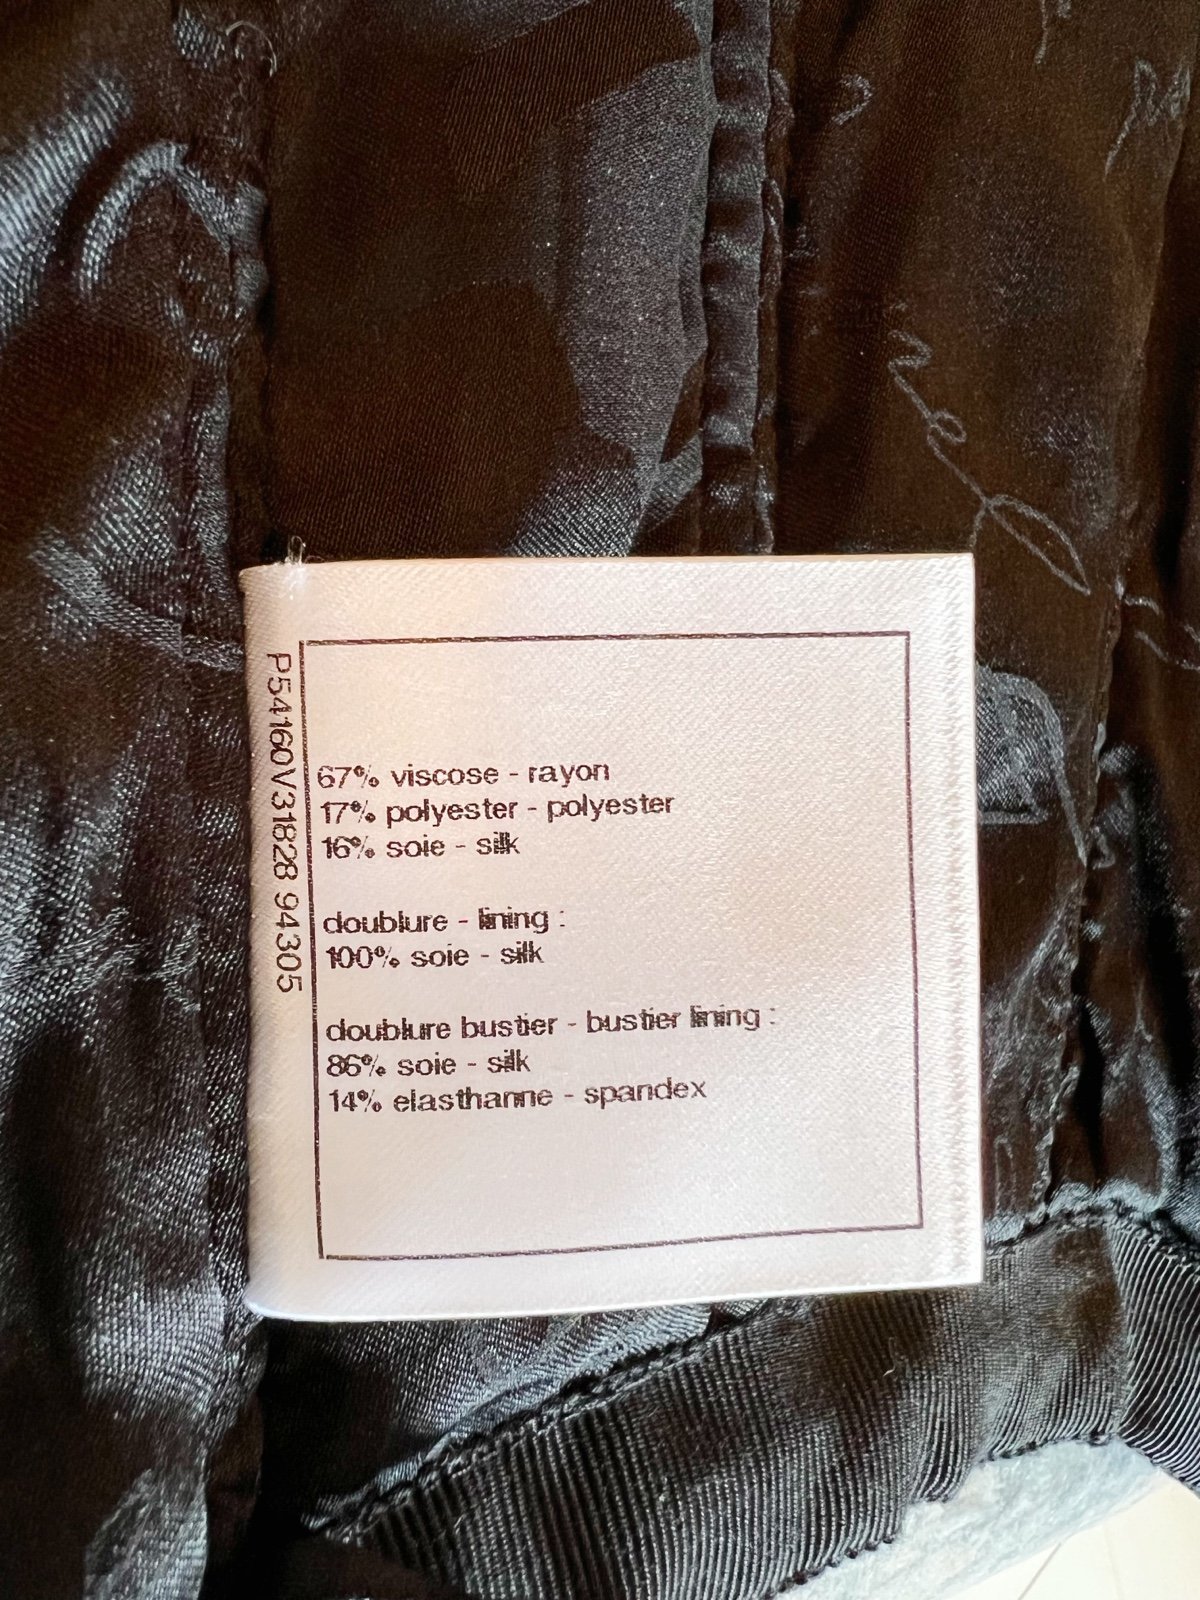 P54160V31828 94305
67% viscose - rayon
17% polyester - polyester
16% soie - silk
doublure - lining :
100% soie - silk
doublure bustier - bustier lining :
86% soie - silk
14% elasthanne - spandex